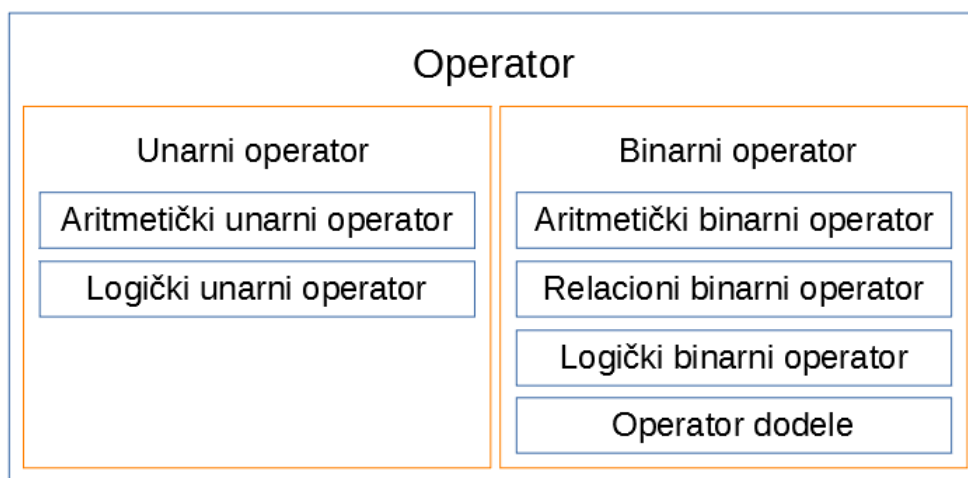 Operator
Unarni operator
Aritmetički unarni operator
Logički unarni operator
Binarni operator
Aritmetički binarni operator
Relacioni binarni operator
Logički binarni operator
Operator dodele